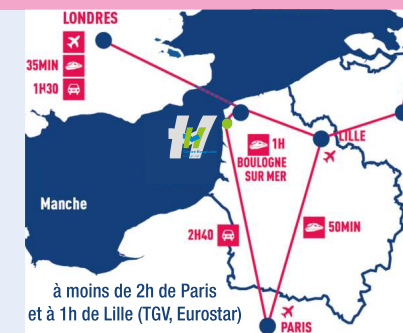 LONDRES
35MIN
1H30
1H
LILLE
BOULOGNE
SUR MER
Manche
2H40
50MIN
à moins de 2h de Paris
et à 1h de Lille (TGV, Eurostar)
PARIS